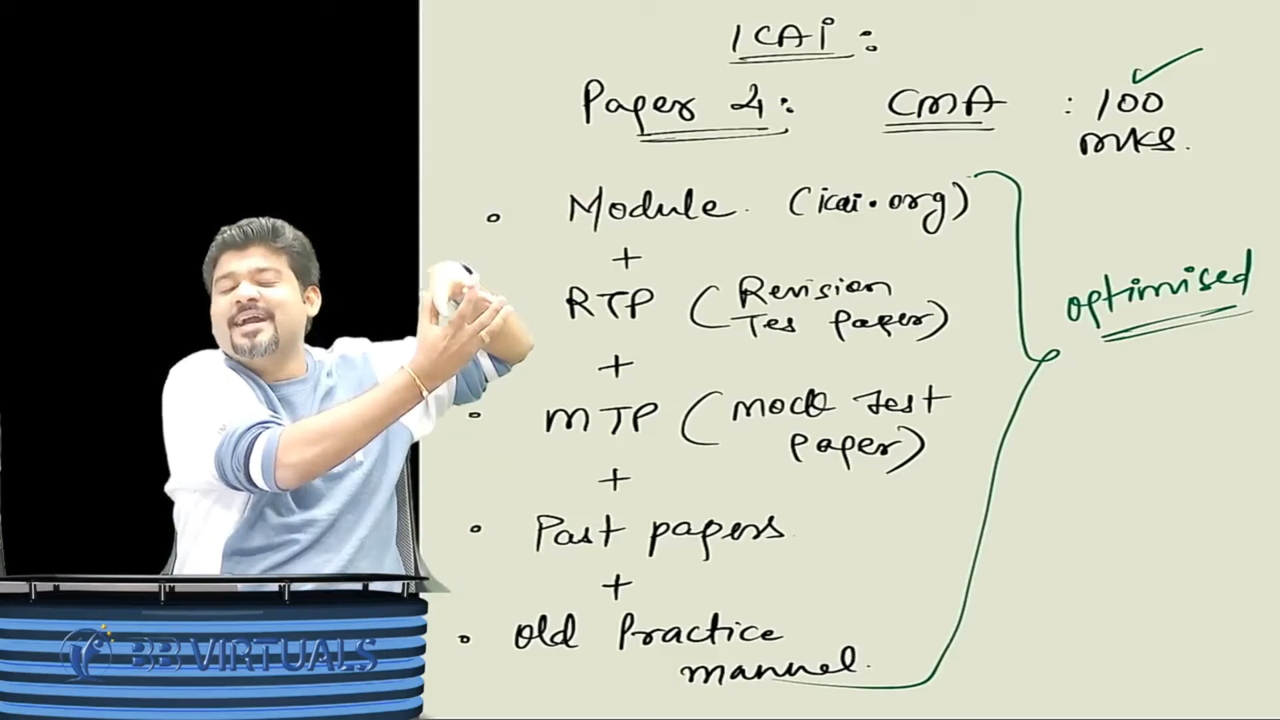 ICAI :
Paper 4 : CMA : 100
mks.
• Module. (icai.org)
+
RTP (Revision
Tes paper)
optimised
+
• MTP (Mock Test
paper)
+
• Past papers
+
• Old Practice
manuel.
BB VIRTUALS